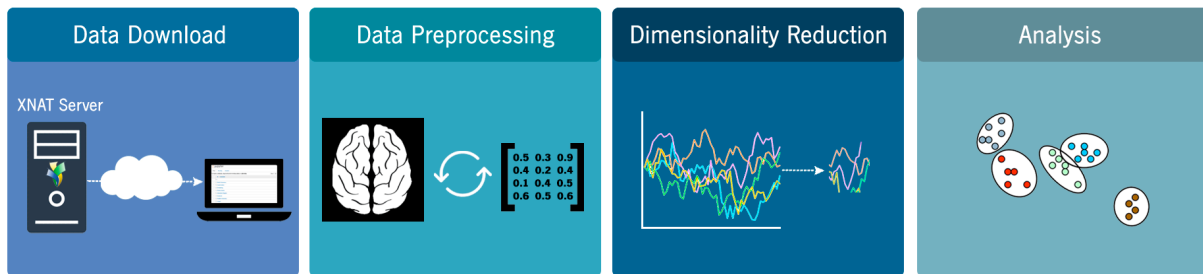 Data Download
XNAT Server
Data Preprocessing
0.5 0.3 0.9
0.4 0.2 0.4
0.1 0.4 0.5
0.6 0.5 0.6
Dimensionality Reduction
Analysis